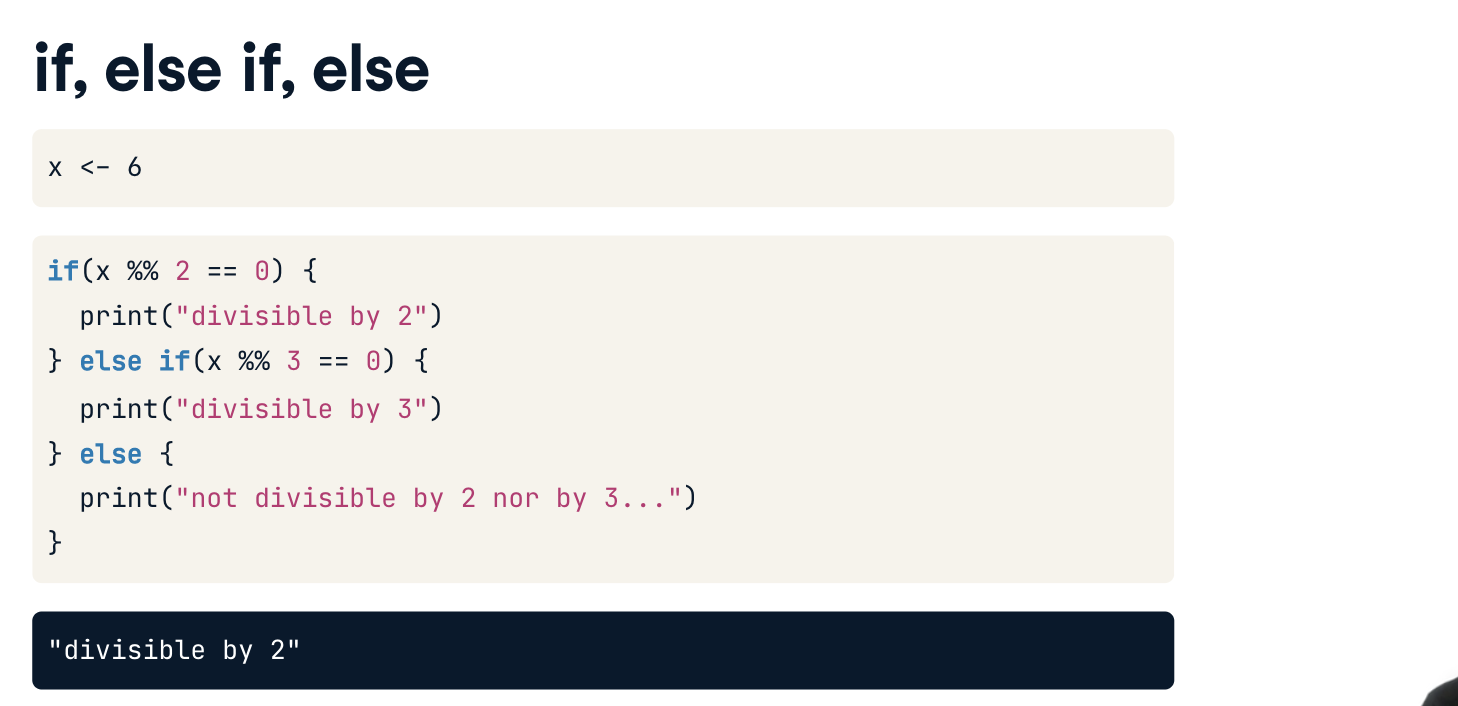 if, else if, else
x <- 6
if(x %% 2 == 0) {
  print("divisible by 2")
} else if(x %% 3 == 0) {
  print("divisible by 3")
} else {
  print("not divisible by 2 nor by 3...")
}
"divisible by 2"